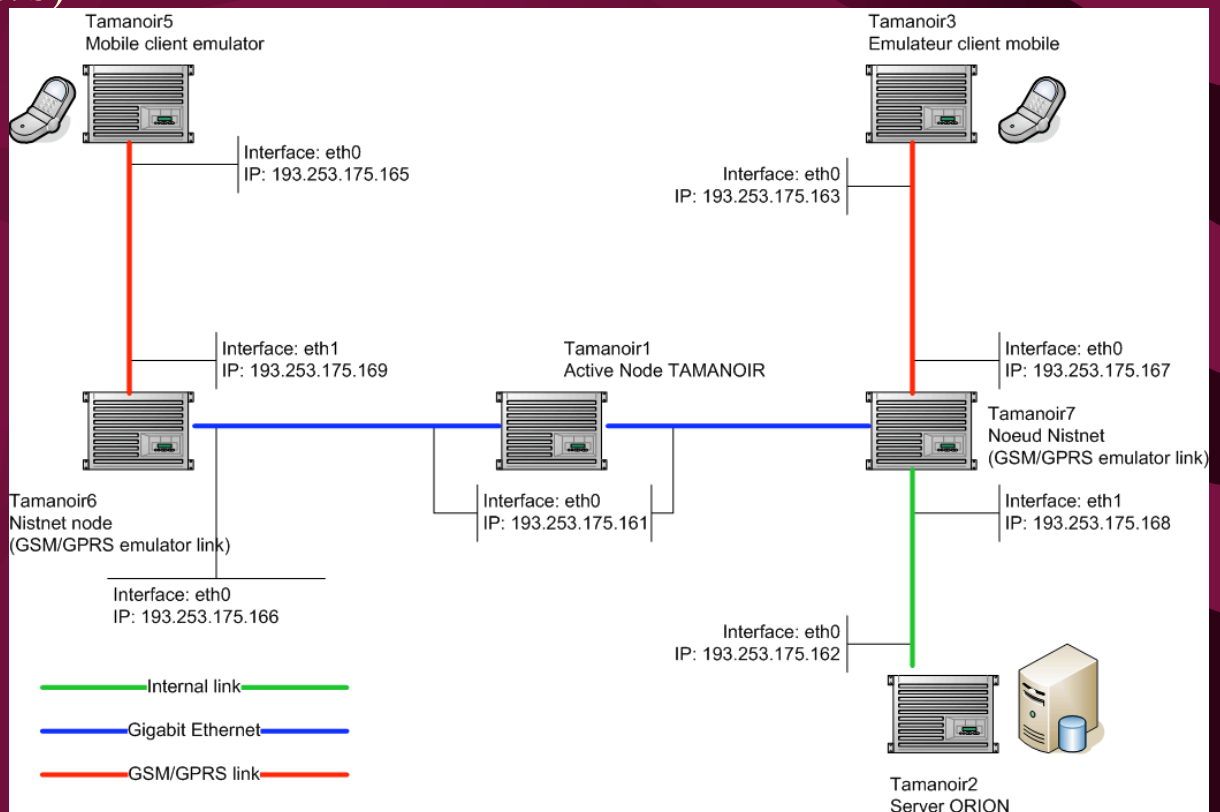 Tamanoir5
Mobile client emulator
Tamanoir3
Emulateur client mobile
Interface: eth0
IP: 193.253.175.165
Interface: eth0
IP: 193.253.175.163
Interface: eth1
IP: 193.253.175.169
Tamanoir1
Active Node TAMANOIR
Interface: eth0
IP: 193.253.175.167
Tamanoir7
Noeud Nistnet
(GSM/GPRS emulator link)
Tamanoir6
Nistnet node
(GSM/GPRS emulator link)
Interface: eth0
IP: 193.253.175.161
Interface: eth1
IP: 193.253.175.168
Interface: eth0
IP: 193.253.175.166
Interface: eth0
IP: 193.253.175.162
Internal link
Gigabit Ethernet
GSM/GPRS link
Tamanoir2
Server ORION